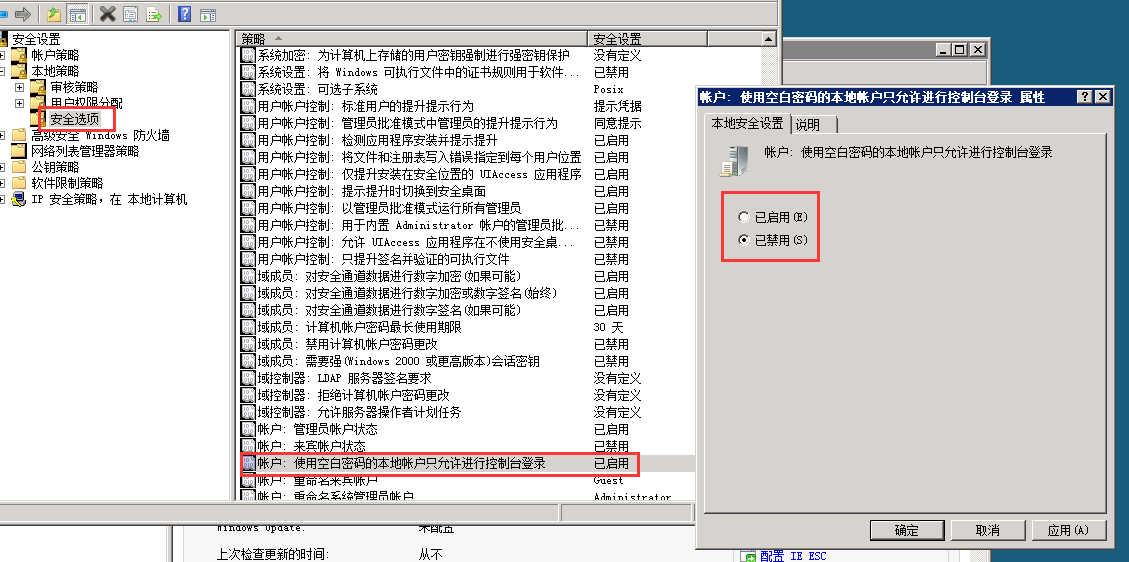 安全设置
帐户策略
本地策略
审核策略
用户权限分配
安全选项
高级安全 Windows 防火墙
网络列表管理器策略
公钥策略
软件限制策略
IP 安全策略，在 本地计算机
策略 安全设置
系统加密: 为计算机上存储的用户密钥强制进行强密钥保护 没有定义
系统设置: 将 Windows 可执行文件中的证书规则用于软件... 已禁用
系统设置: 可选子系统 Posix
用户帐户控制: 标准用户的提升提示行为 提示凭据
用户帐户控制: 管理员批准模式中管理员的提升提示行为 同意提示
用户帐户控制: 检测应用程序安装并提示提升 已启用
用户帐户控制: 将文件和注册表写入错误指定到每个用户位置 已启用
用户帐户控制: 仅提升安装在安全位置的 UIAccess 应用程序 已启用
用户帐户控制: 提示提升时切换到安全桌面 已启用
用户帐户控制: 以管理员批准模式运行所有管理员 已启用
用户帐户控制: 用于内置 Administrator 帐户的管理员批... 已禁用
用户帐户控制: 允许 UIAccess 应用程序在不使用安全桌... 已禁用
用户帐户控制: 只提升签名并验证的可执行文件 已禁用
域成员: 对安全通道数据进行数字加密(如果可能) 已启用
域成员: 对安全通道数据进行数字加密或数字签名(始终) 已启用
域成员: 对安全通道数据进行数字签名(如果可能) 已启用
域成员: 计算机帐户密码最长使用期限 30 天
域成员: 禁用计算机帐户密码更改 已禁用
域成员: 需要强(Windows 2000 或更高版本)会话密钥 已禁用
域控制器: LDAP 服务器签名要求 没有定义
域控制器: 拒绝计算机帐户密码更改 没有定义
域控制器: 允许服务器操作者计划任务 没有定义
帐户: 管理员帐户状态 已启用
帐户: 来宾帐户状态 已禁用
帐户: 使用空白密码的本地帐户只允许进行控制台登录 已启用
帐户: 重命名来宾帐户 Guest
帐户: 重命名系统管理员帐户 Administrator
Windows Update: 未配置
上次检查更新的时间: 从不
配置 IE ESC
帐户: 使用空白密码的本地帐户只允许进行控制台登录 属性
本地安全设置 说明
帐户: 使用空白密码的本地帐户只允许进行控制台登录
已启用(E)
已禁用(S)
确定 取消 应用(A)